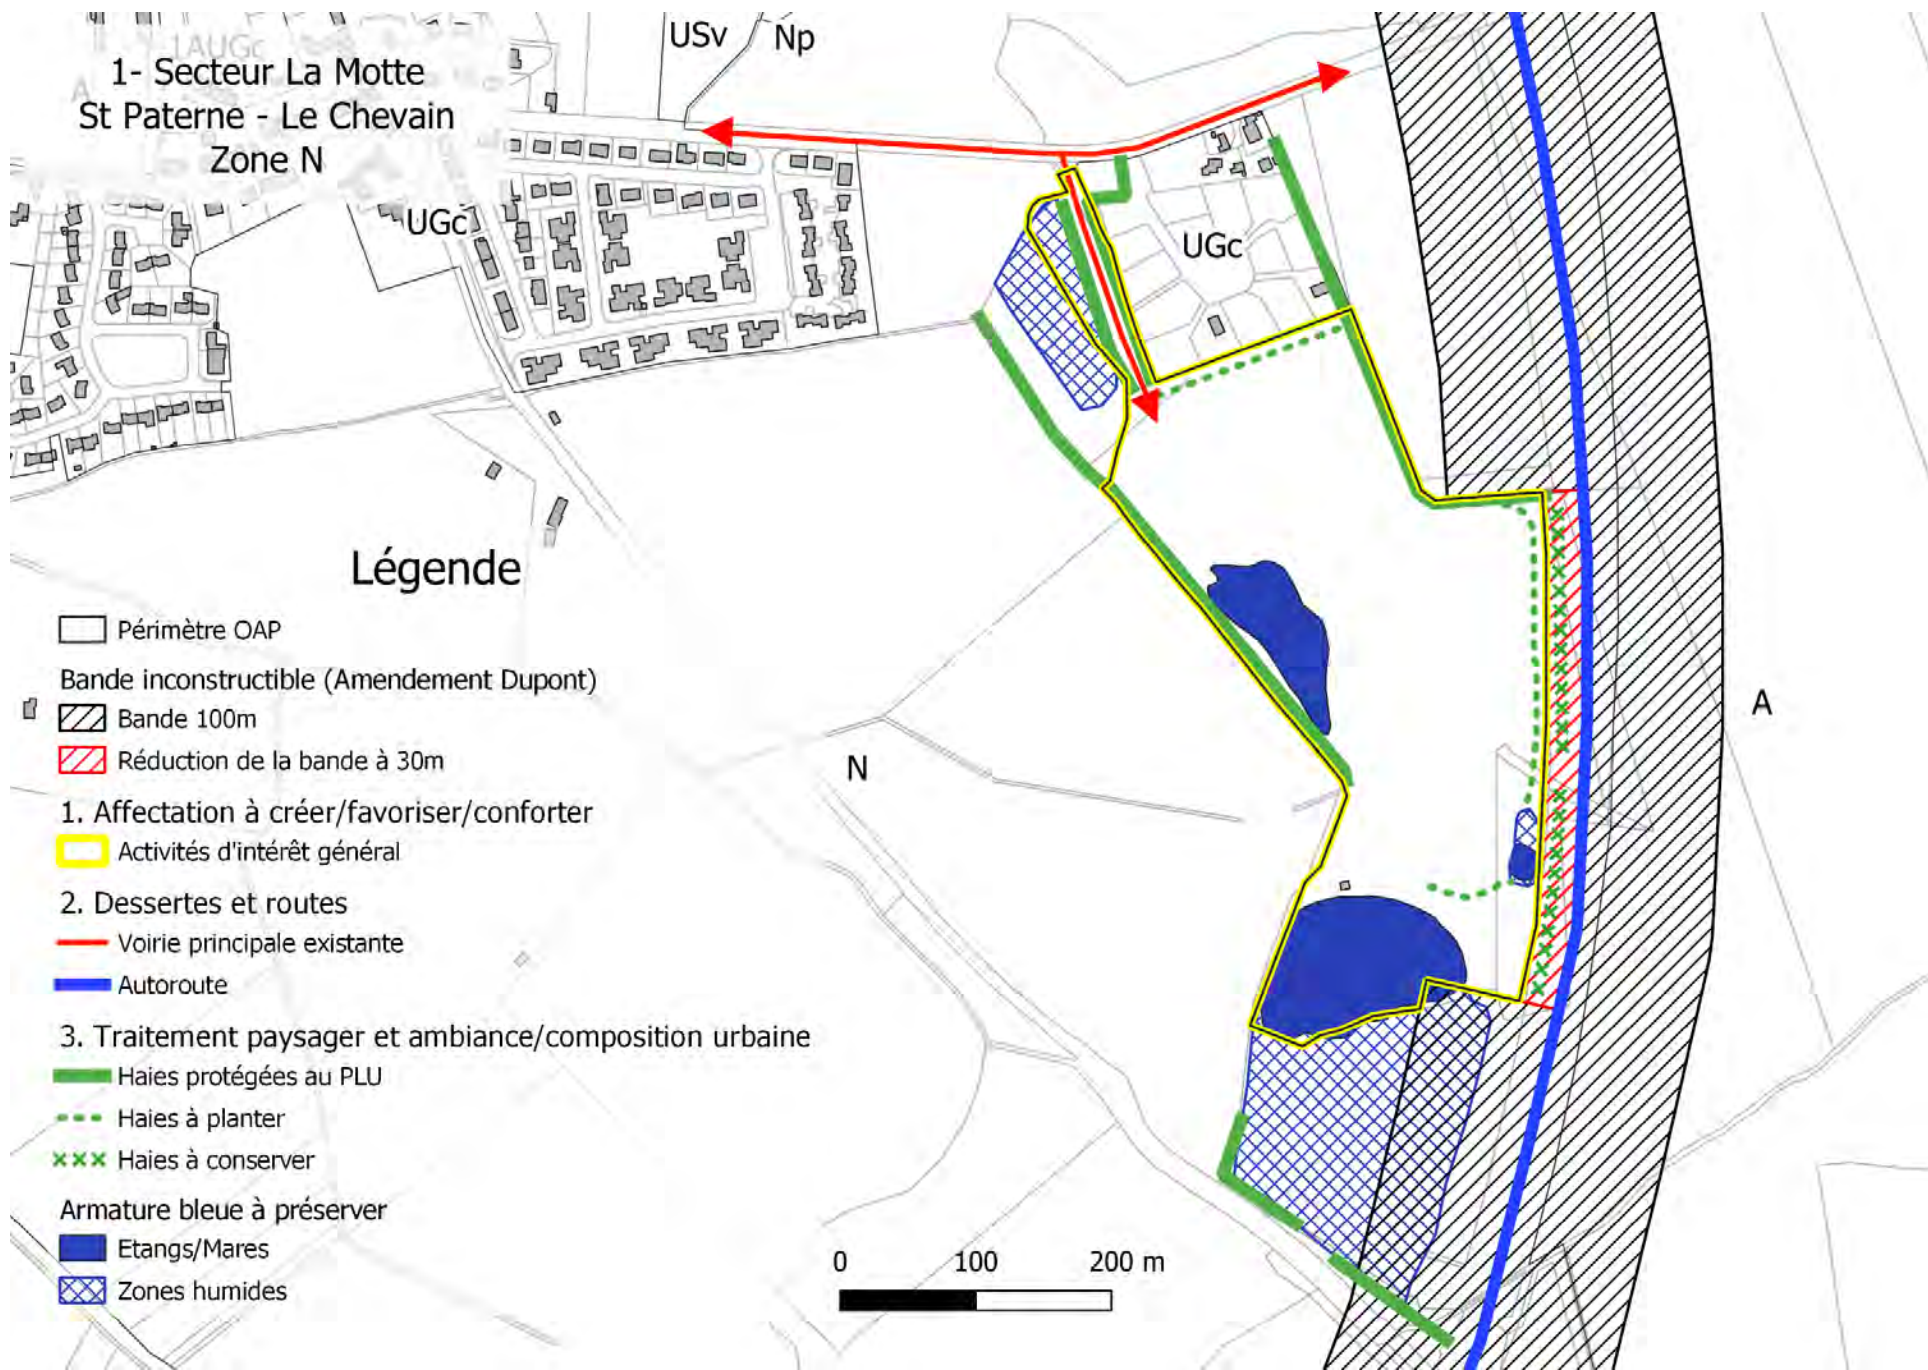 1AUGc
A
1- Secteur La Motte
St Paterne - Le Chevain
Zone N
USv
Np
UGc
UGc
Légende
Périmètre OAP
Bande inconstructible (Amendement Dupont)
Bande 100m
Réduction de la bande à 30m
1. Affectation à créer/favoriser/conforter
Activités d'intérêt général
2. Dessertes et routes
Voirie principale existante
Autoroute
3. Traitement paysager et ambiance/composition urbaine
Haies protégées au PLU
Haies à planter
Haies à conserver
Armature bleue à préserver
Etangs/Mares
Zones humides
N
A
0 100 200 m